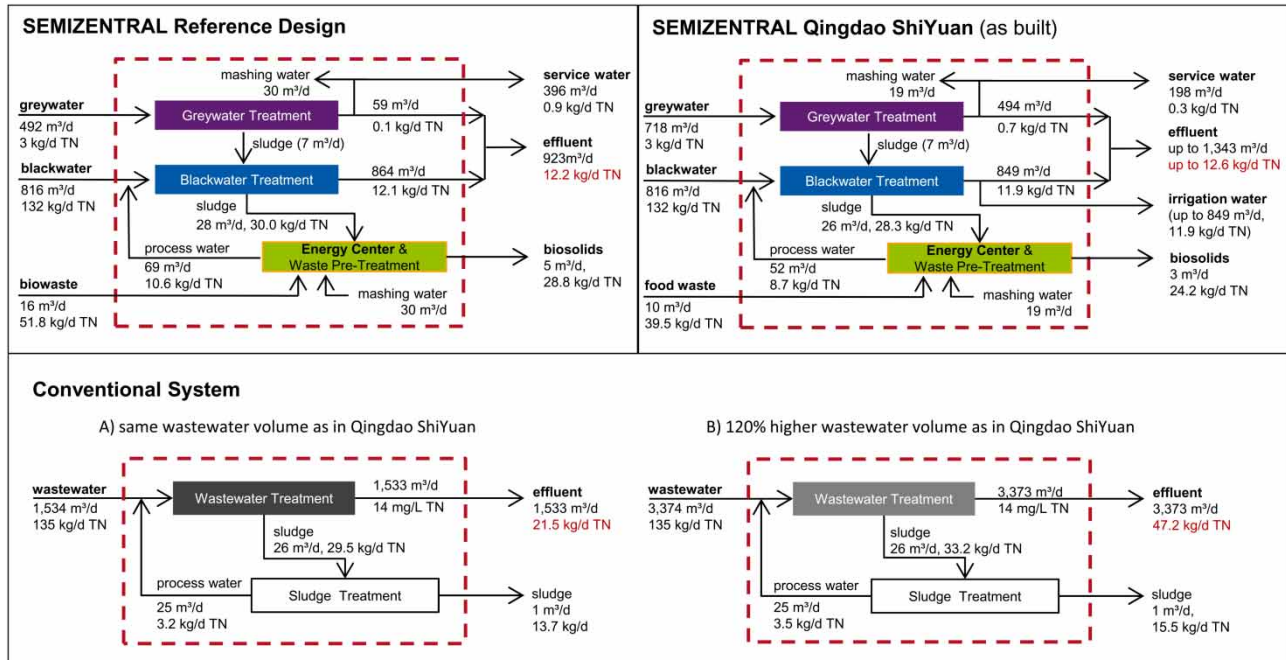 SEMIZENTRAL Reference Design
mashing water
30 m³/d
service water
396 m³/d
0.9 kg/d TN
greywater
492 m³/d
3 kg/d TN
Greywater Treatment
59 m³/d
0.1 kg/d TN
sludge (7 m³/d)
effluent
923m³/d
12.2 kg/d TN
blackwater
816 m³/d
132 kg/d TN
Blackwater Treatment
864 m³/d
12.1 kg/d TN
sludge
28 m³/d, 30.0 kg/d TN
process water
69 m³/d
10.6 kg/d TN
Energy Center &
Waste Pre-Treatment
biosolids
5 m³/d,
28.8 kg/d TN
biowaste
16 m³/d
51.8 kg/d TN
mashing water
30 m³/d
SEMIZENTRAL Qingdao ShiYuan (as built)
mashing water
19 m³/d
service water
198 m³/d
0.3 kg/d TN
greywater
718 m³/d
3 kg/d TN
Greywater Treatment
494 m³/d
0.7 kg/d TN
sludge (7 m³/d)
effluent
up to 1,343 m³/d
up to 12.6 kg/d TN
blackwater
816 m³/d
132 kg/d TN
Blackwater Treatment
849 m³/d
11.9 kg/d TN
irrigation water
(up to 849 m³/d,
11.9 kg/d TN)
sludge
26 m³/d, 28.3 kg/d TN
process water
52 m³/d
8.7 kg/d TN
Energy Center &
Waste Pre-Treatment
biosolids
3 m³/d
24.2 kg/d TN
food waste
10 m³/d
39.5 kg/d TN
mashing water
19 m³/d
Conventional System
A) same wastewater volume as in Qingdao ShiYuan
wastewater
1,534 m³/d
135 kg/d TN
Wastewater Treatment
1,533 m³/d
14 mg/L TN
effluent
1,533 m³/d
21.5 kg/d TN
sludge
26 m³/d, 29.5 kg/d TN
process water
25 m³/d
3.2 kg/d TN
Sludge Treatment
sludge
1 m³/d
13.7 kg/d
B) 120% higher wastewater volume as in Qingdao ShiYuan
wastewater
3,374 m³/d
135 kg/d TN
Wastewater Treatment
3,373 m³/d
14 mg/L TN
effluent
3,373 m³/d
47.2 kg/d TN
sludge
26 m³/d, 33.2 kg/d TN
process water
25 m³/d
3.5 kg/d TN
Sludge Treatment
sludge
1 m³/d,
15.5 kg/d TN